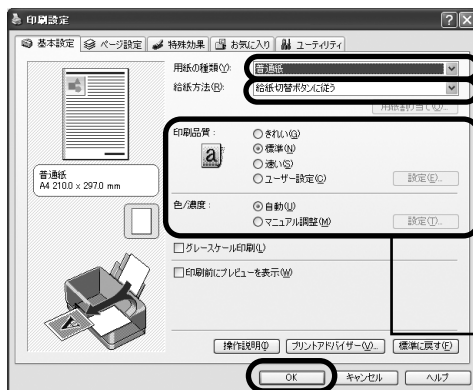 印刷設定
基本設定 ページ設定 特殊効果 お気に入り ユーティリティ
用紙の種類(Y): 普通紙
給紙方法(R): 給紙切替ボタンに従う
用紙割り当て(J)...
印刷品質: きれい(G)
標準(N)
速い(S)
ユーザー設定(C) 設定(E)...
普通紙
A4 210.0 x 297.0 mm
色/濃度: 自動(U)
マニュアル調整(M) 設定(T)...
グレースケール印刷(L)
印刷前にプレビューを表示(W)
操作説明(I) プリントアドバイザー(V)... 標準に戻す(F)
OK キャンセル ヘルプ